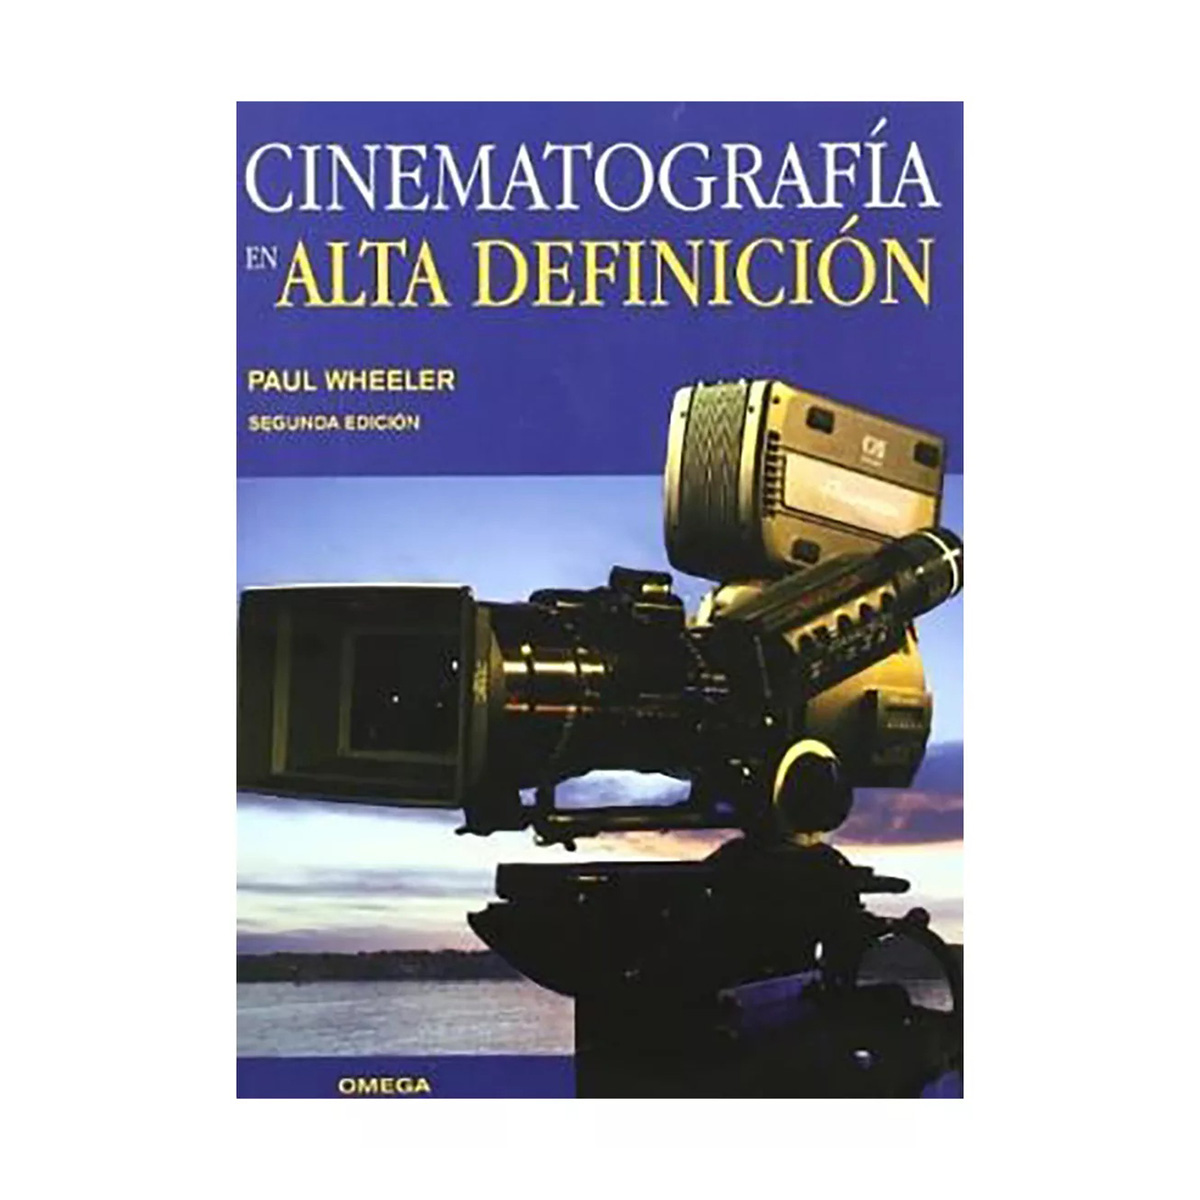 CINEMATOGRAFÍA
EN ALTA DEFINICIÓN
PAUL WHEELER
SEGUNDA EDICIÓN
OMEGA